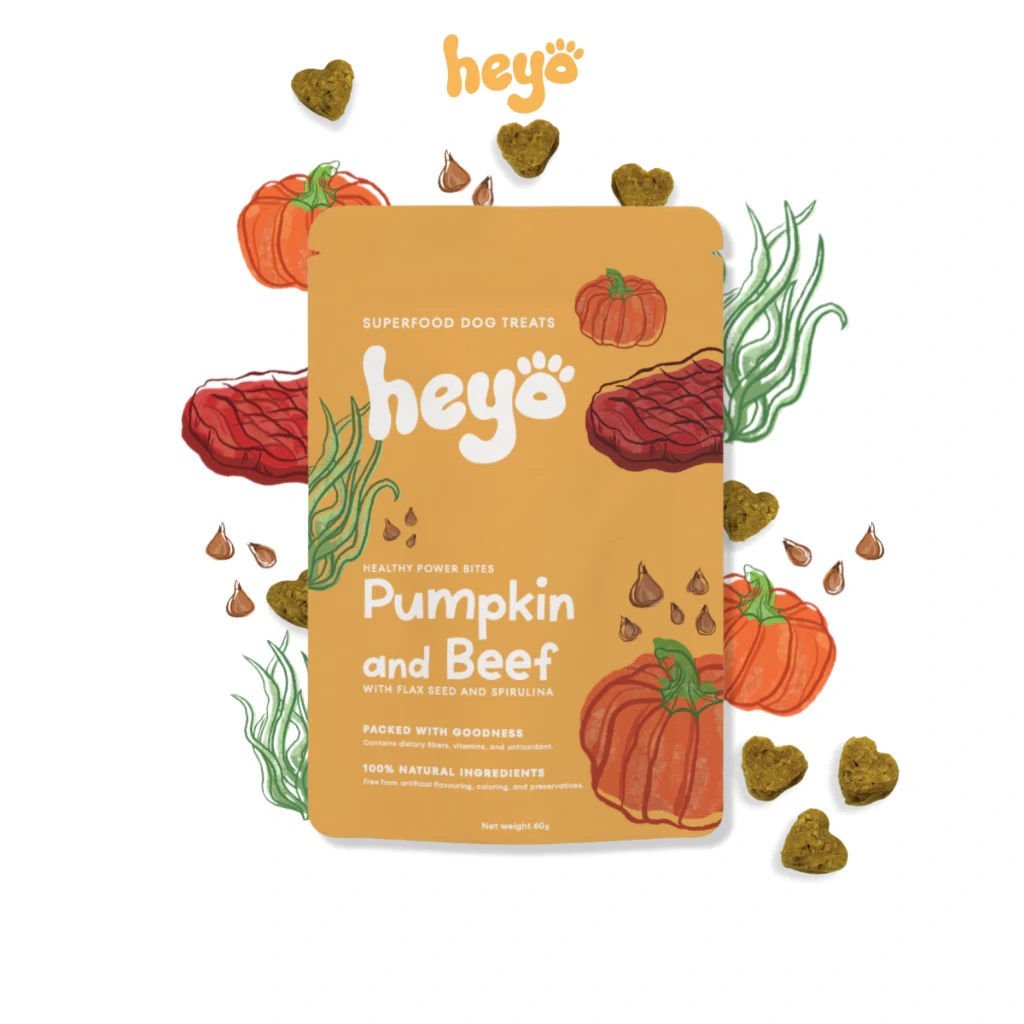 heyo
SUPERFOOD DOG TREATS
heyo
HEALTHY POWER BITES
Pumpkin
and Beef
WITH FLAX SEED AND SPIRULINA
PACKED WITH GOODNESS
Contains dietary fibers, vitamins, and antioxidant.
100% NATURAL INGREDIENTS
Free from artificial flavouring, coloring, and preservatives.
Net weight 60g